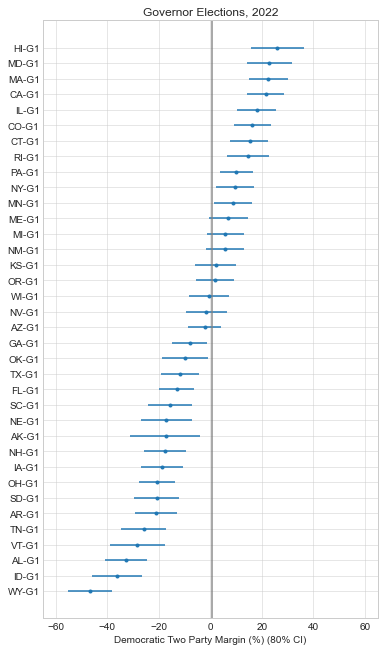 Governor Elections, 2022
HI-G1
MD-G1
MA-G1
CA-G1
IL-G1
CO-G1
CT-G1
RI-G1
PA-G1
NY-G1
MN-G1
ME-G1
MI-G1
NM-G1
KS-G1
OR-G1
WI-G1
NV-G1
AZ-G1
GA-G1
OK-G1
TX-G1
FL-G1
SC-G1
NE-G1
AK-G1
NH-G1
IA-G1
OH-G1
SD-G1
AR-G1
TN-G1
VT-G1
AL-G1
ID-G1
WY-G1
−60 −40 −20 0 20 40 60
Democratic Two Party Margin (%) (80% CI)